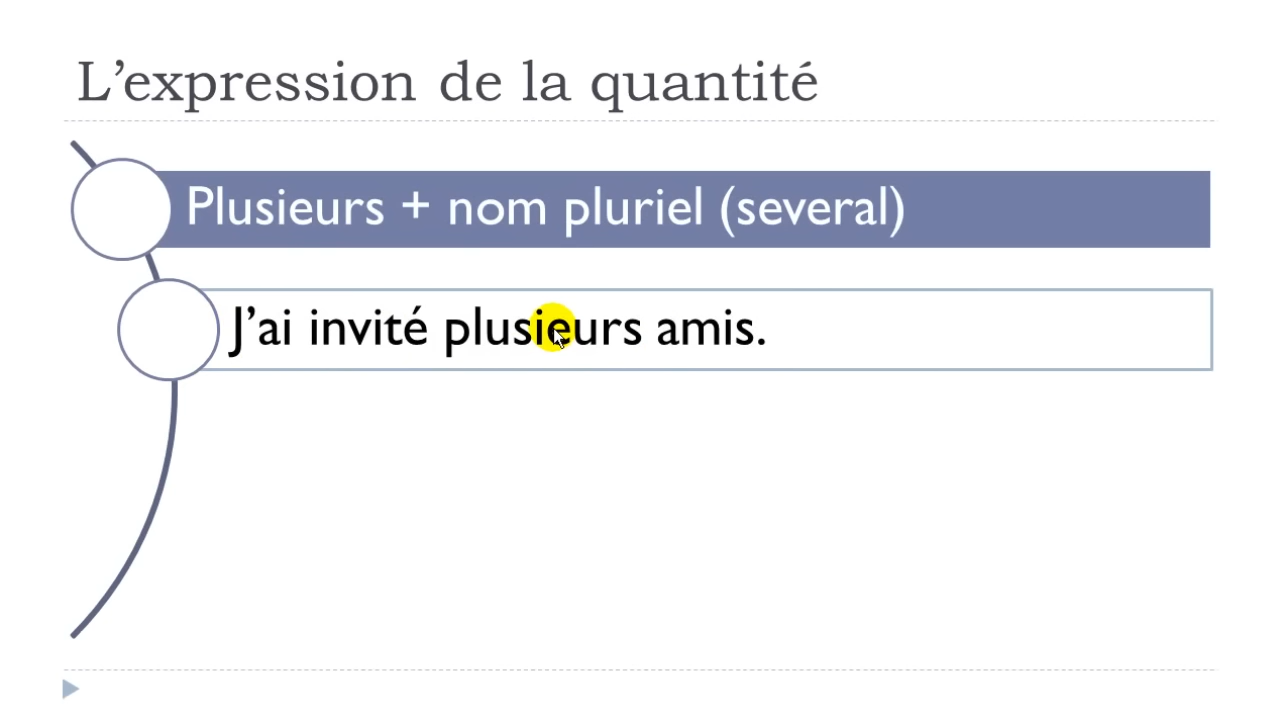 L’expression de la quantité
Plusieurs + nom pluriel (several)
J’ai invité plusieurs amis.